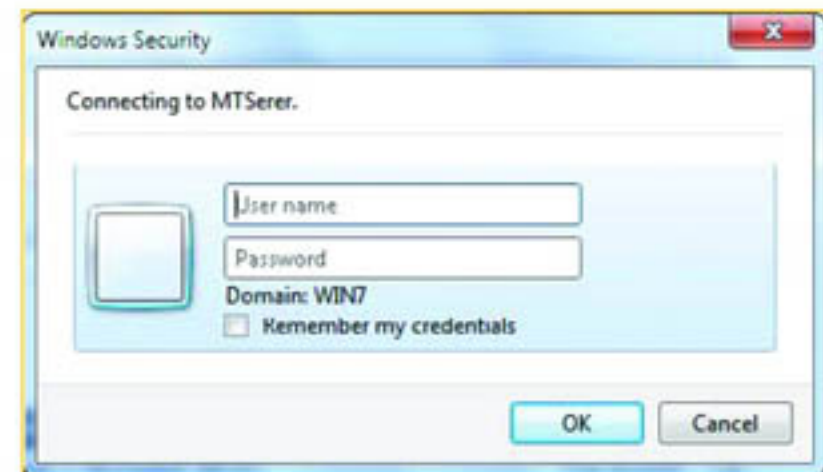 Windows Security
Connecting to MTSerer.
User name
Password
Domain: WIN7
Remember my credentials
OK
Cancel